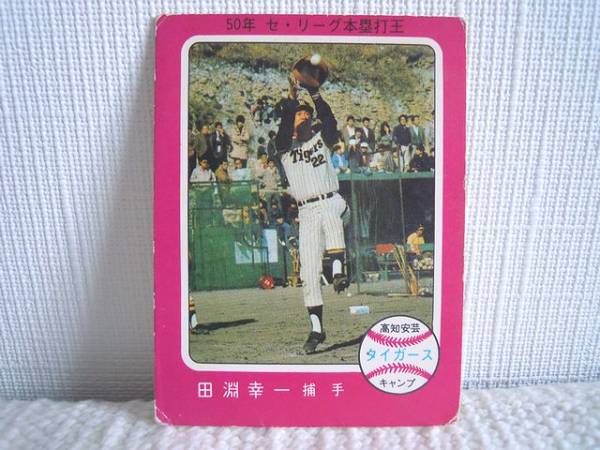 50年 セ・リーグ本塁打王
Tigers
22
高知安芸
タイガース
キャンプ
田淵幸一 捕手